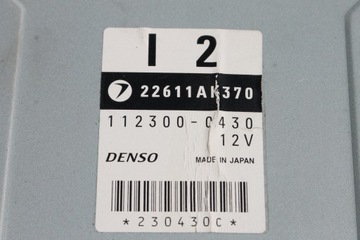 I 2
22611AK370
112300-0430
12V
DENSO MADE IN JAPAN
*230430C*